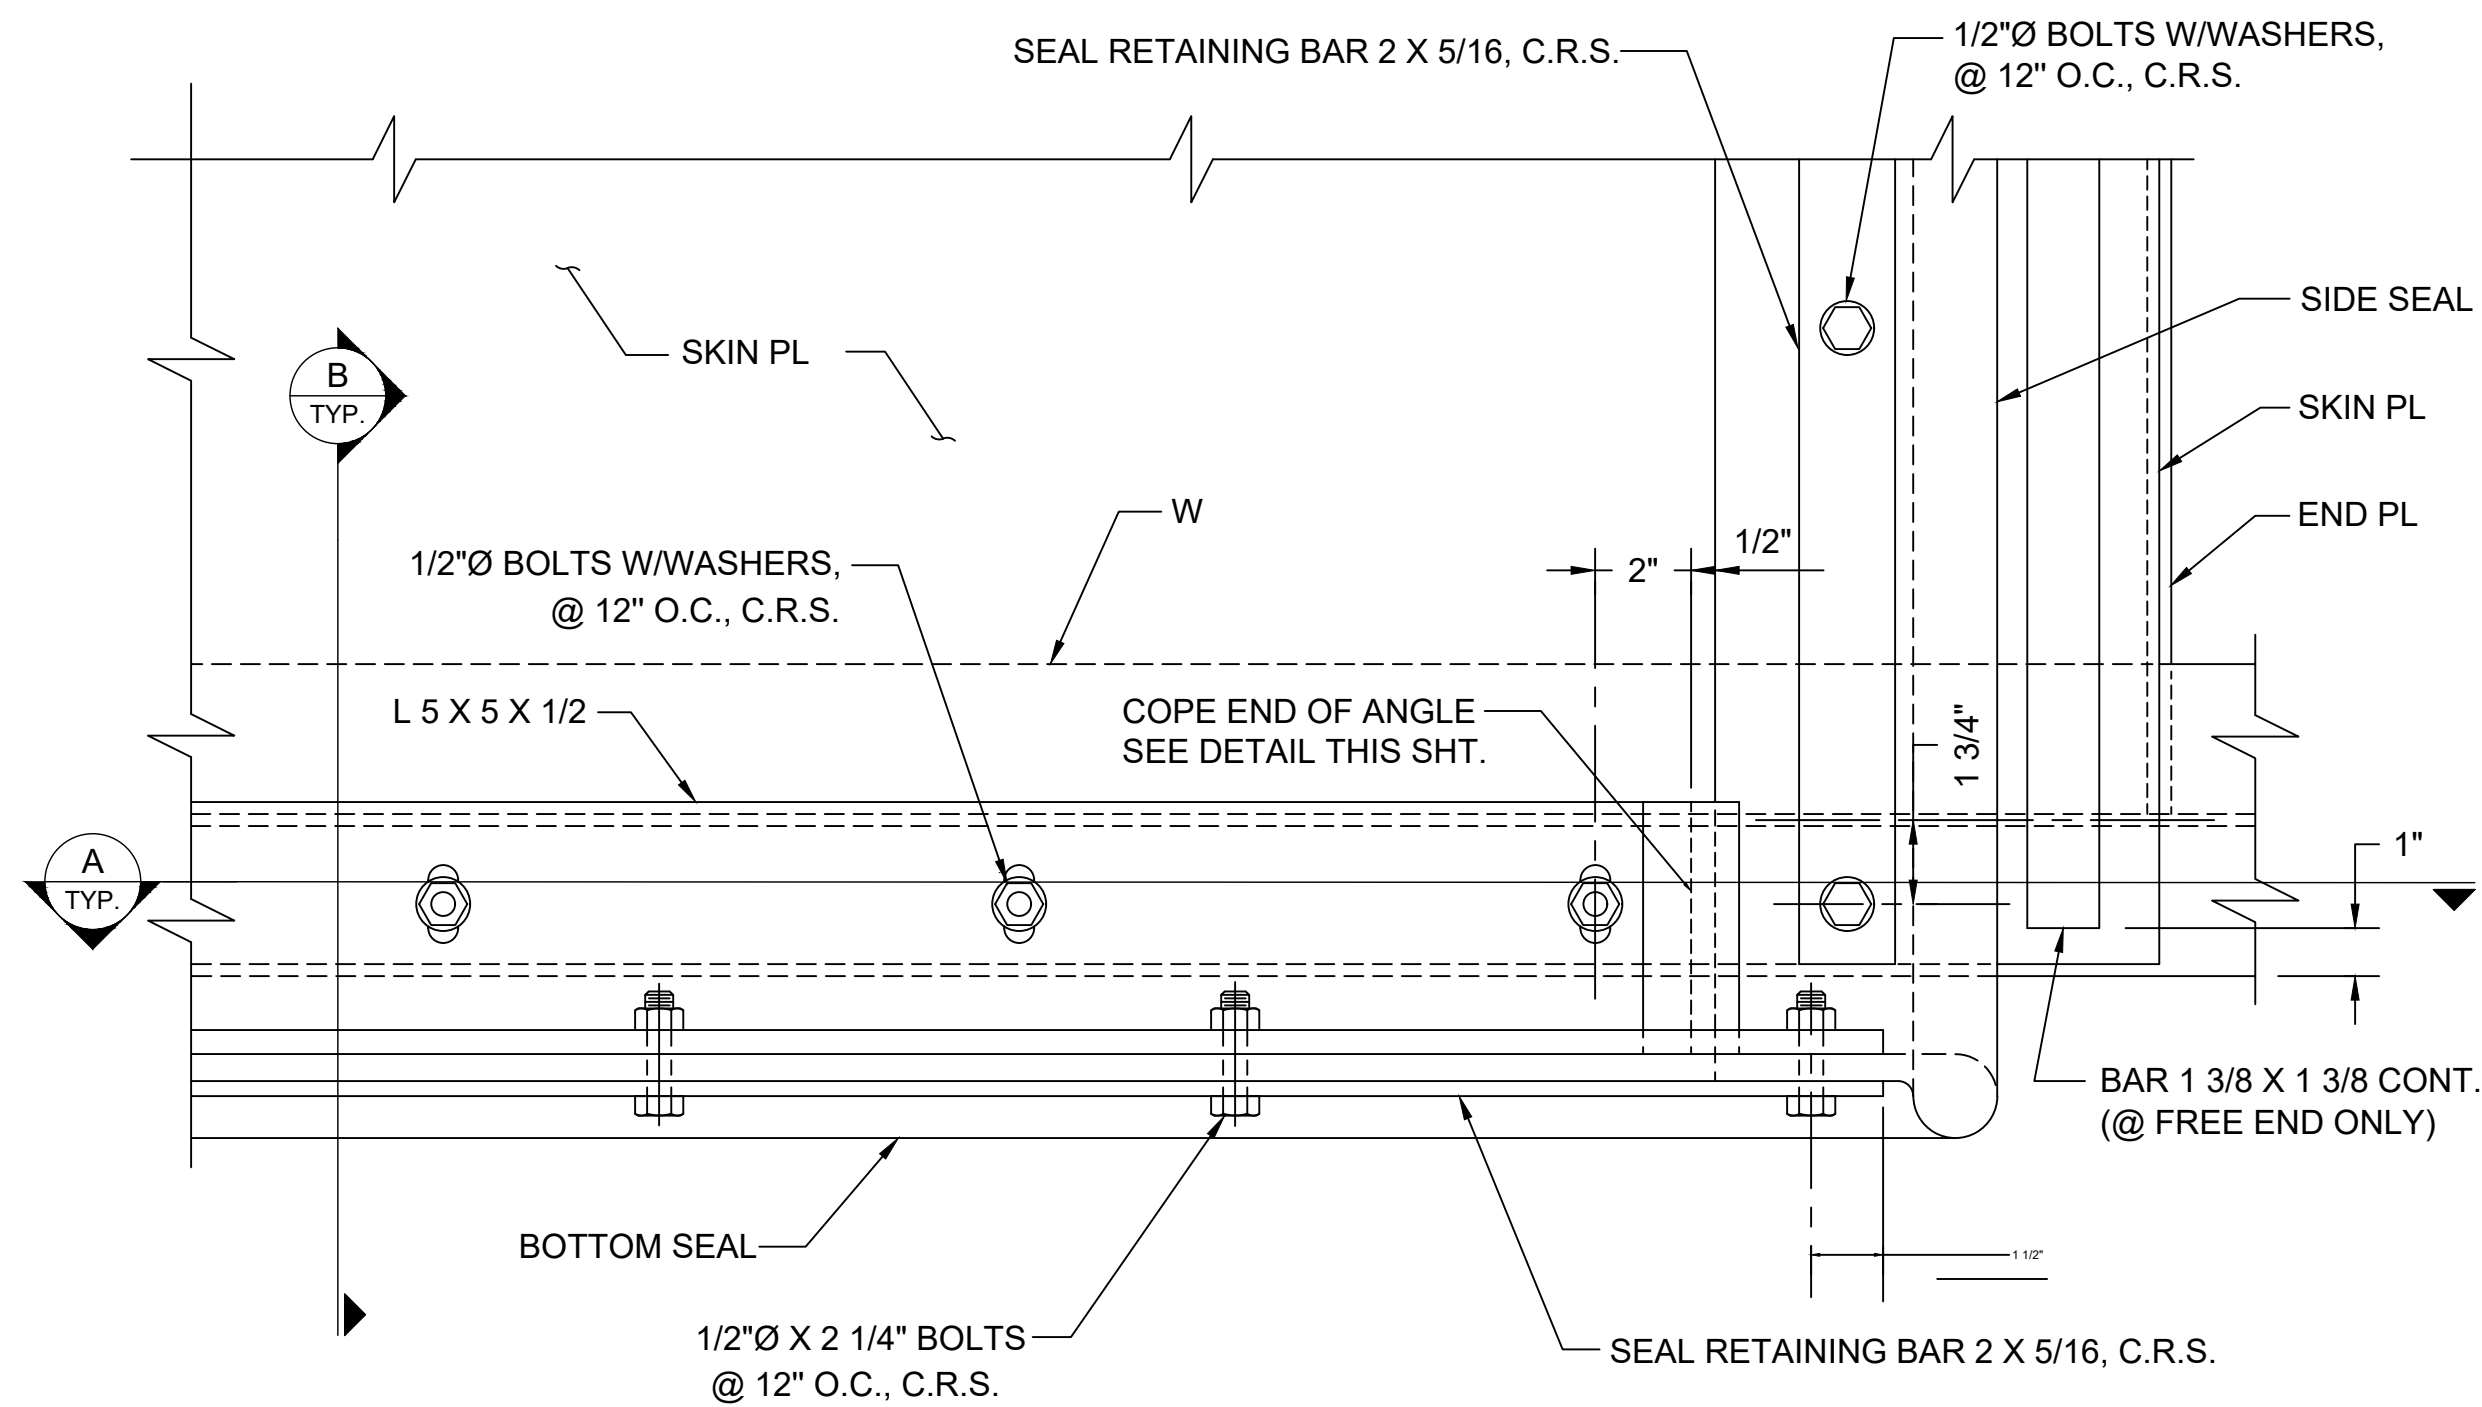 SEAL RETAINING BAR 2 X 5/16, C.R.S.
1/2"Ø BOLTS W/WASHERS,
@ 12" O.C., C.R.S.
SIDE SEAL
SKIN PL
B
TYP.
SKIN PL
W
END PL
1/2"Ø BOLTS W/WASHERS,
@ 12" O.C., C.R.S.
2"
1/2"
L 5 X 5 X 1/2
COPE END OF ANGLE
SEE DETAIL THIS SHT.
1 3/4"
1"
A
TYP.
BAR 1 3/8 X 1 3/8 CONT.
(@ FREE END ONLY)
BOTTOM SEAL
1 1/2"
1/2"Ø X 2 1/4" BOLTS
@ 12" O.C., C.R.S.
SEAL RETAINING BAR 2 X 5/16, C.R.S.